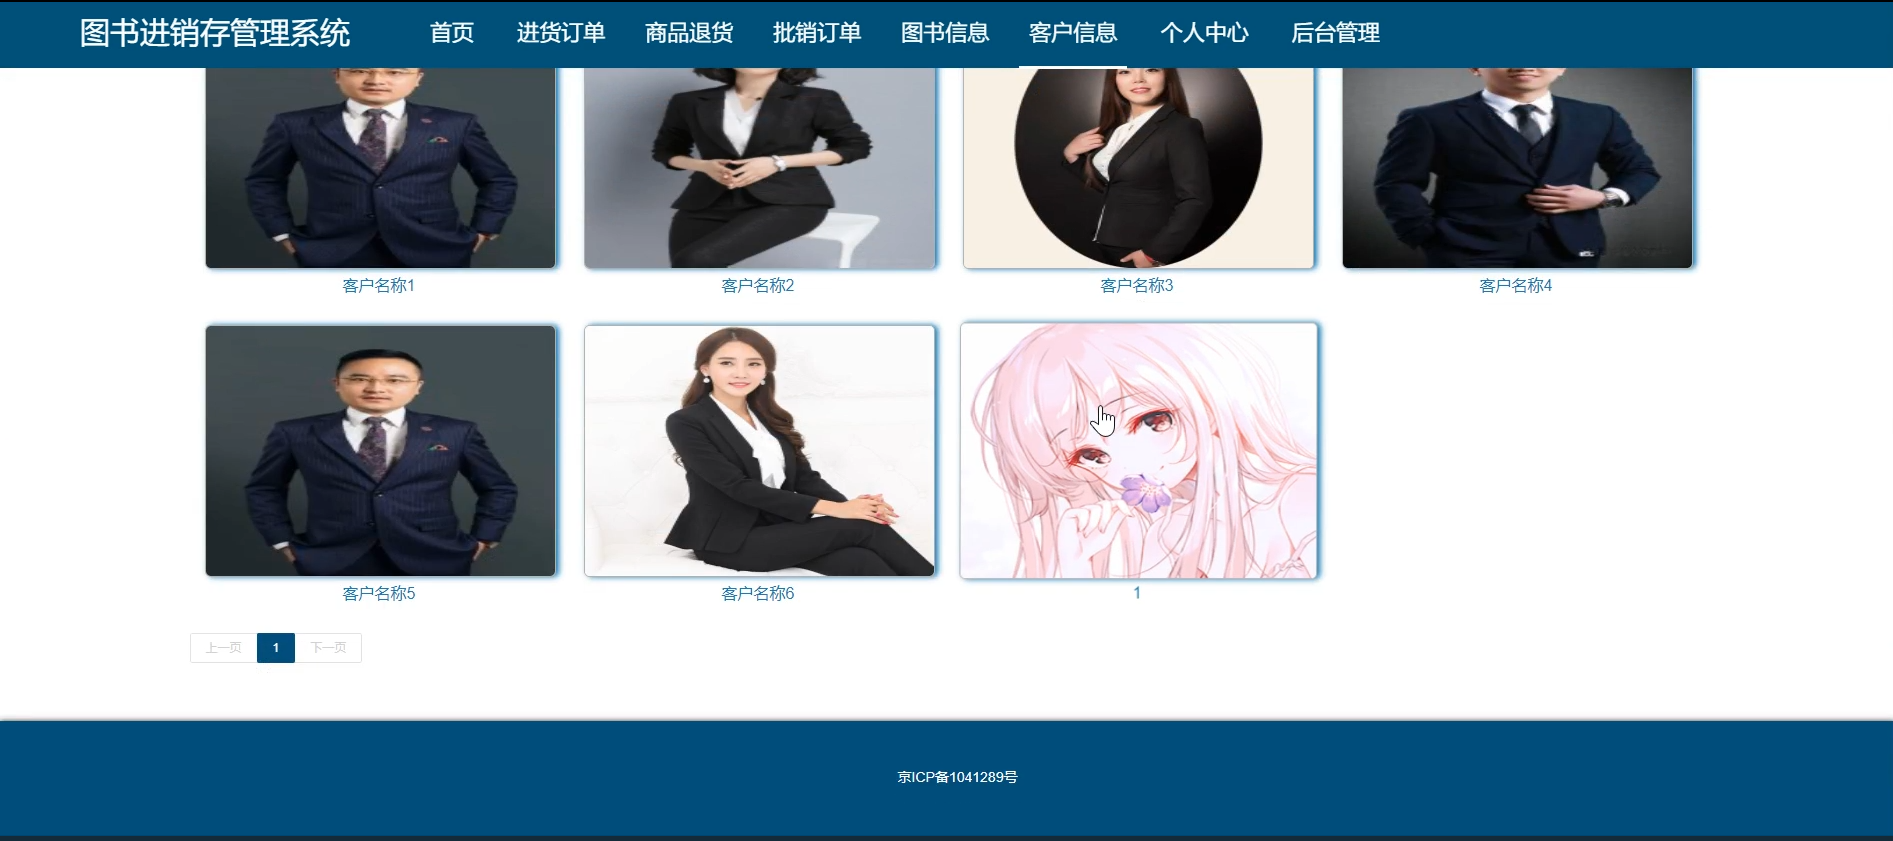 图书进销存管理系统 首页 进货订单 商品退货 批销订单 图书信息 客户信息 个人中心 后台管理
客户名称1 客户名称2 客户名称3 客户名称4
客户名称5 客户名称6 1
上一页 1 下一页
京ICP备1041289号